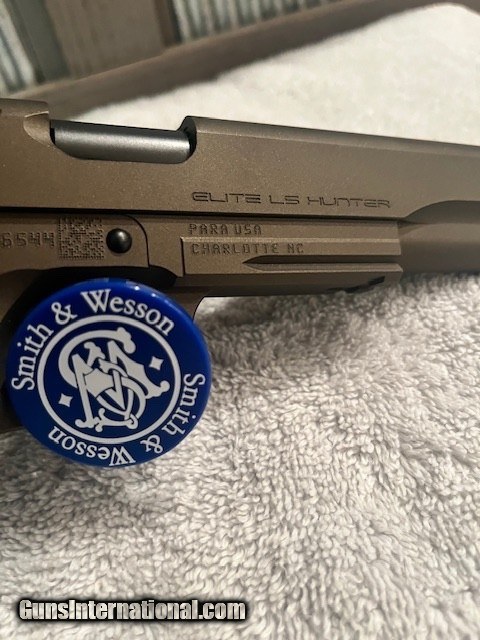 ELITE LS HUNTER
PARA USA
CHARLOTTE NC
6544
Smith & Wesson
Smith & Wesson
GunsInternational.com